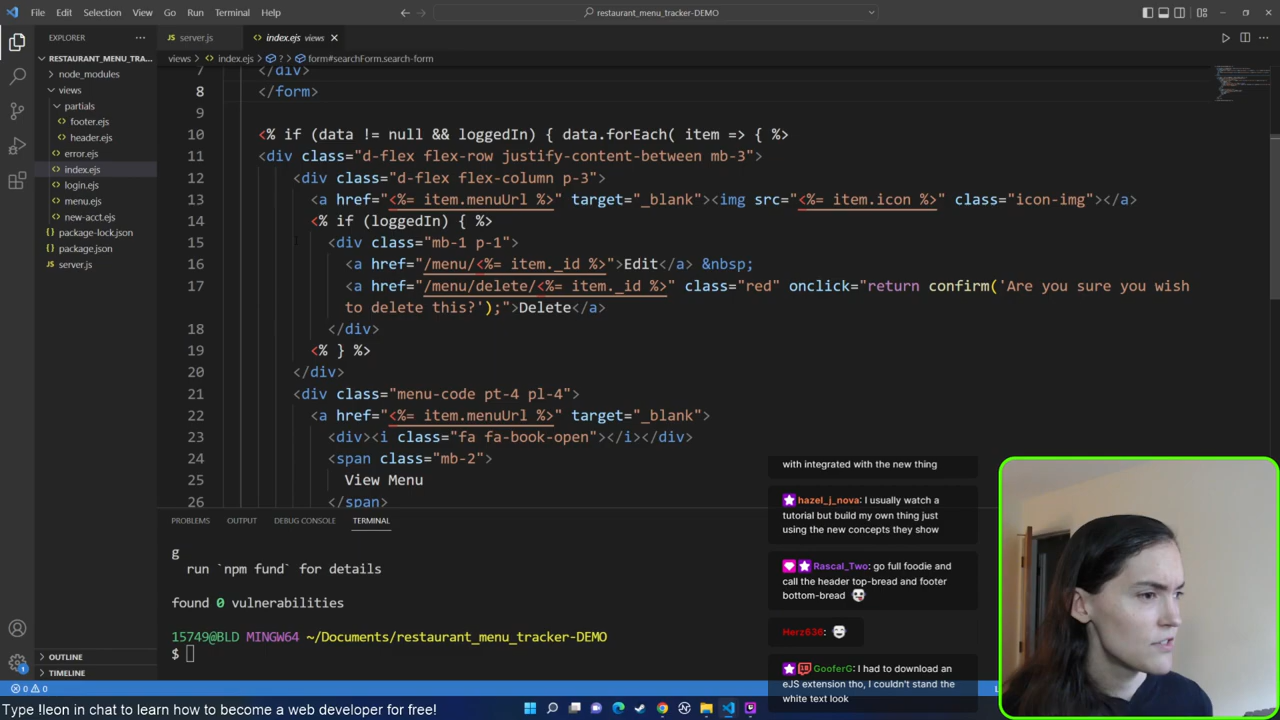 File Edit Selection View Go Run Terminal Help
restaurant_menu_tracker-DEMO
EXPLORER
server.js
index.ejs views
RESTAURANT_MENU_TRA...
node_modules
views
partials
footer.ejs
header.ejs
error.ejs
index.ejs
login.ejs
menu.ejs
new-acct.ejs
package-lock.json
package.json
server.js
OUTLINE
TIMELINE
views > index.ejs > ? > form#searchForm.search-form
7 </div>
8 </form>
9
10 <% if (data != null && loggedIn) { data.forEach( item => { %>
11 <div class="d-flex flex-row justify-content-between mb-3">
12 <div class="d-flex flex-column p-3">
13 <a href="<%= item.menuUrl %>" target="_blank"><img src="<%= item.icon %>" class="icon-img"></a>
14 <% if (loggedIn) { %>
15 <div class="mb-1 p-1">
16 <a href="/menu/<%= item._id %>">Edit</a> &nbsp;
17 <a href="/menu/delete/<%= item._id %>" class="red" onclick="return confirm('Are you sure you wish
to delete this?');">Delete</a>
18 </div>
19 <% } %>
20 </div>
21 <div class="menu-code pt-4 pl-4">
22 <a href="<%= item.menuUrl %>" target="_blank">
23 <div><i class="fa fa-book-open"></i></div>
24 <span class="mb-2">
25 View Menu
26 </span>
PROBLEMS OUTPUT DEBUG CONSOLE TERMINAL
g
run `npm fund` for details
found 0 vulnerabilities
15749@BLD MINGW64 ~/Documents/restaurant_menu_tracker-DEMO
$
with integrated with the new thing
hazel_j_nova: I usually watch a
tutorial but build my own thing just
using the new concepts they show
Rascal_Two: go full foodie and
call the header top-bread and footer
bottom-bread
Herz636:
GooferG: I had to download an
eJS extension tho, I couldn't stand the
white text look
1
0 0
Type !leon in chat to learn how to become a web developer for free!